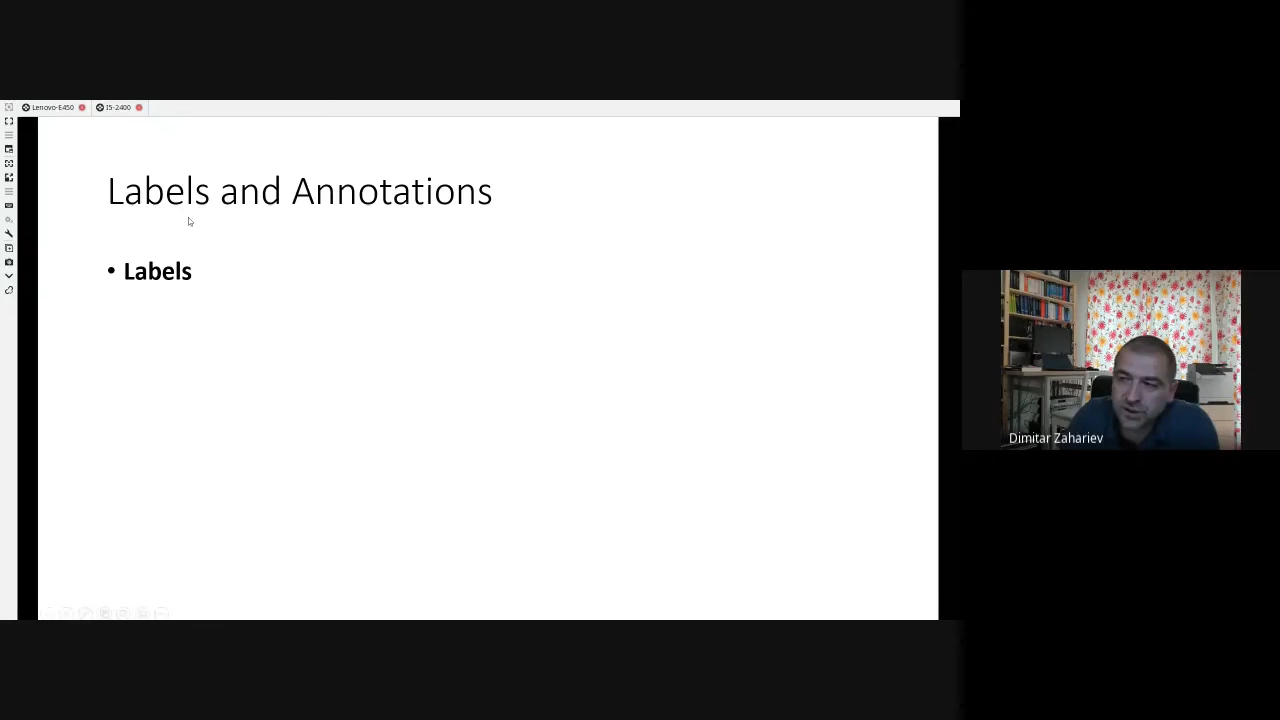 Lenovo-E450
I5-2400
Labels and Annotations
• Labels
Dimitar Zahariev